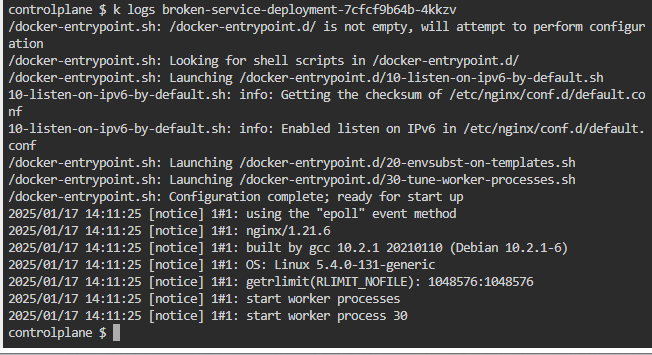 controlplane $ k logs broken-service-deployment-7cfcf9b64b-4kkzv
/docker-entrypoint.sh: /docker-entrypoint.d/ is not empty, will attempt to perform configur
ation
/docker-entrypoint.sh: Looking for shell scripts in /docker-entrypoint.d/
/docker-entrypoint.sh: Launching /docker-entrypoint.d/10-listen-on-ipv6-by-default.sh
10-listen-on-ipv6-by-default.sh: info: Getting the checksum of /etc/nginx/conf.d/default.co
nf
10-listen-on-ipv6-by-default.sh: info: Enabled listen on IPv6 in /etc/nginx/conf.d/default.
conf
/docker-entrypoint.sh: Launching /docker-entrypoint.d/20-envsubst-on-templates.sh
/docker-entrypoint.sh: Launching /docker-entrypoint.d/30-tune-worker-processes.sh
/docker-entrypoint.sh: Configuration complete; ready for start up
2025/01/17 14:11:25 [notice] 1#1: using the "epoll" event method
2025/01/17 14:11:25 [notice] 1#1: nginx/1.21.6
2025/01/17 14:11:25 [notice] 1#1: built by gcc 10.2.1 20210110 (Debian 10.2.1-6)
2025/01/17 14:11:25 [notice] 1#1: OS: Linux 5.4.0-131-generic
2025/01/17 14:11:25 [notice] 1#1: getrlimit(RLIMIT_NOFILE): 1048576:1048576
2025/01/17 14:11:25 [notice] 1#1: start worker processes
2025/01/17 14:11:25 [notice] 1#1: start worker process 30
controlplane $